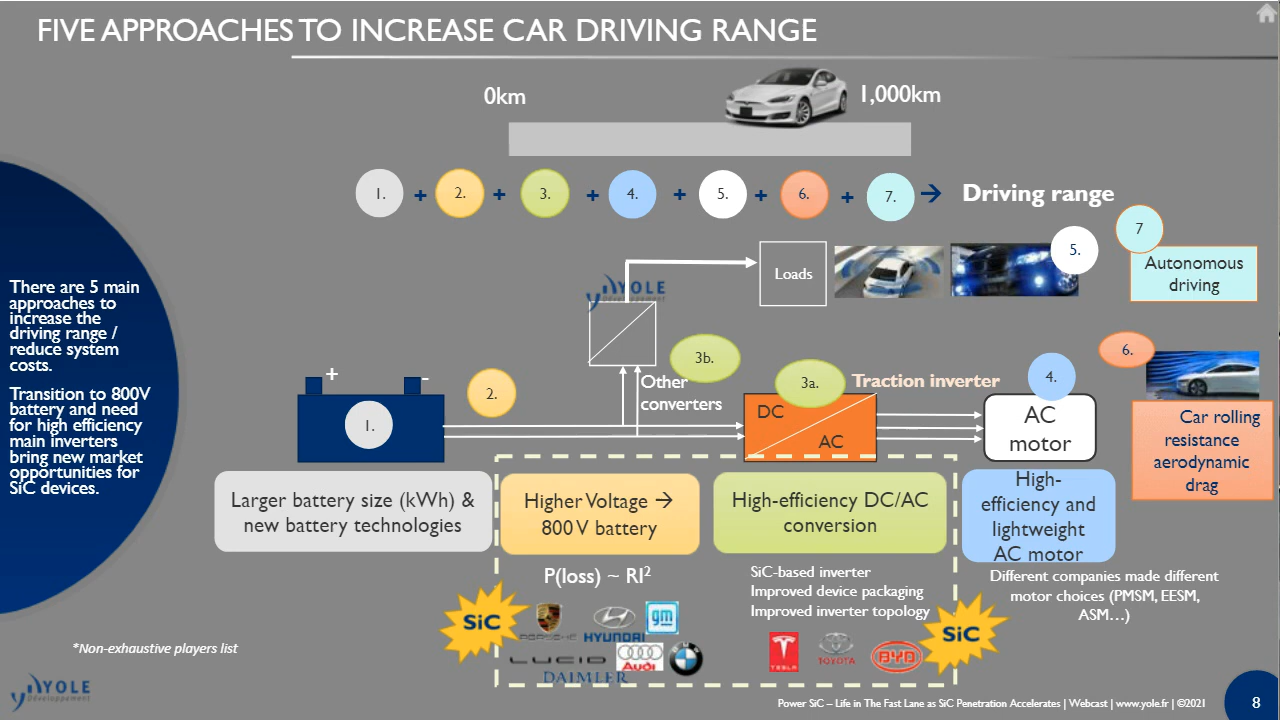 FIVE APPROACHES TO INCREASE CAR DRIVING RANGE
0km
1,000km
1. + 2. + 3. + 4. + 5. + 6. + 7. → Driving range
There are 5 main
approaches to
increase the
driving range /
reduce system
costs.
Transition to 800V
battery and need
for high efficiency
main inverters
bring new market
opportunities for
SiC devices.
YOLE
Développement
Loads
5.
7
Autonomous
driving
3b.
Other
converters
3a.
Traction inverter
4.
6.
+
-
2.
1.
DC
AC
AC
motor
Car rolling
resistance
aerodynamic
drag
Larger battery size (kWh) &
new battery technologies
Higher Voltage →
800 V battery
High-efficiency DC/AC
conversion
High-
efficiency and
lightweight
AC motor
P(loss) ~ RI²
SiC-based inverter
Improved device packaging
Improved inverter topology
Different companies made different
motor choices (PMSM, EESM,
ASM…)
SiC
PORSCHE
HYUNDAI
gm
LUCID
Audi
BMW
DAIMLER
TESLA
TOYOTA
BYD
SiC
*Non-exhaustive players list
YOLE
Développement
Power SiC – Life in The Fast Lane as SiC Penetration Accelerates | Webcast | www.yole.fr | ©2021
8